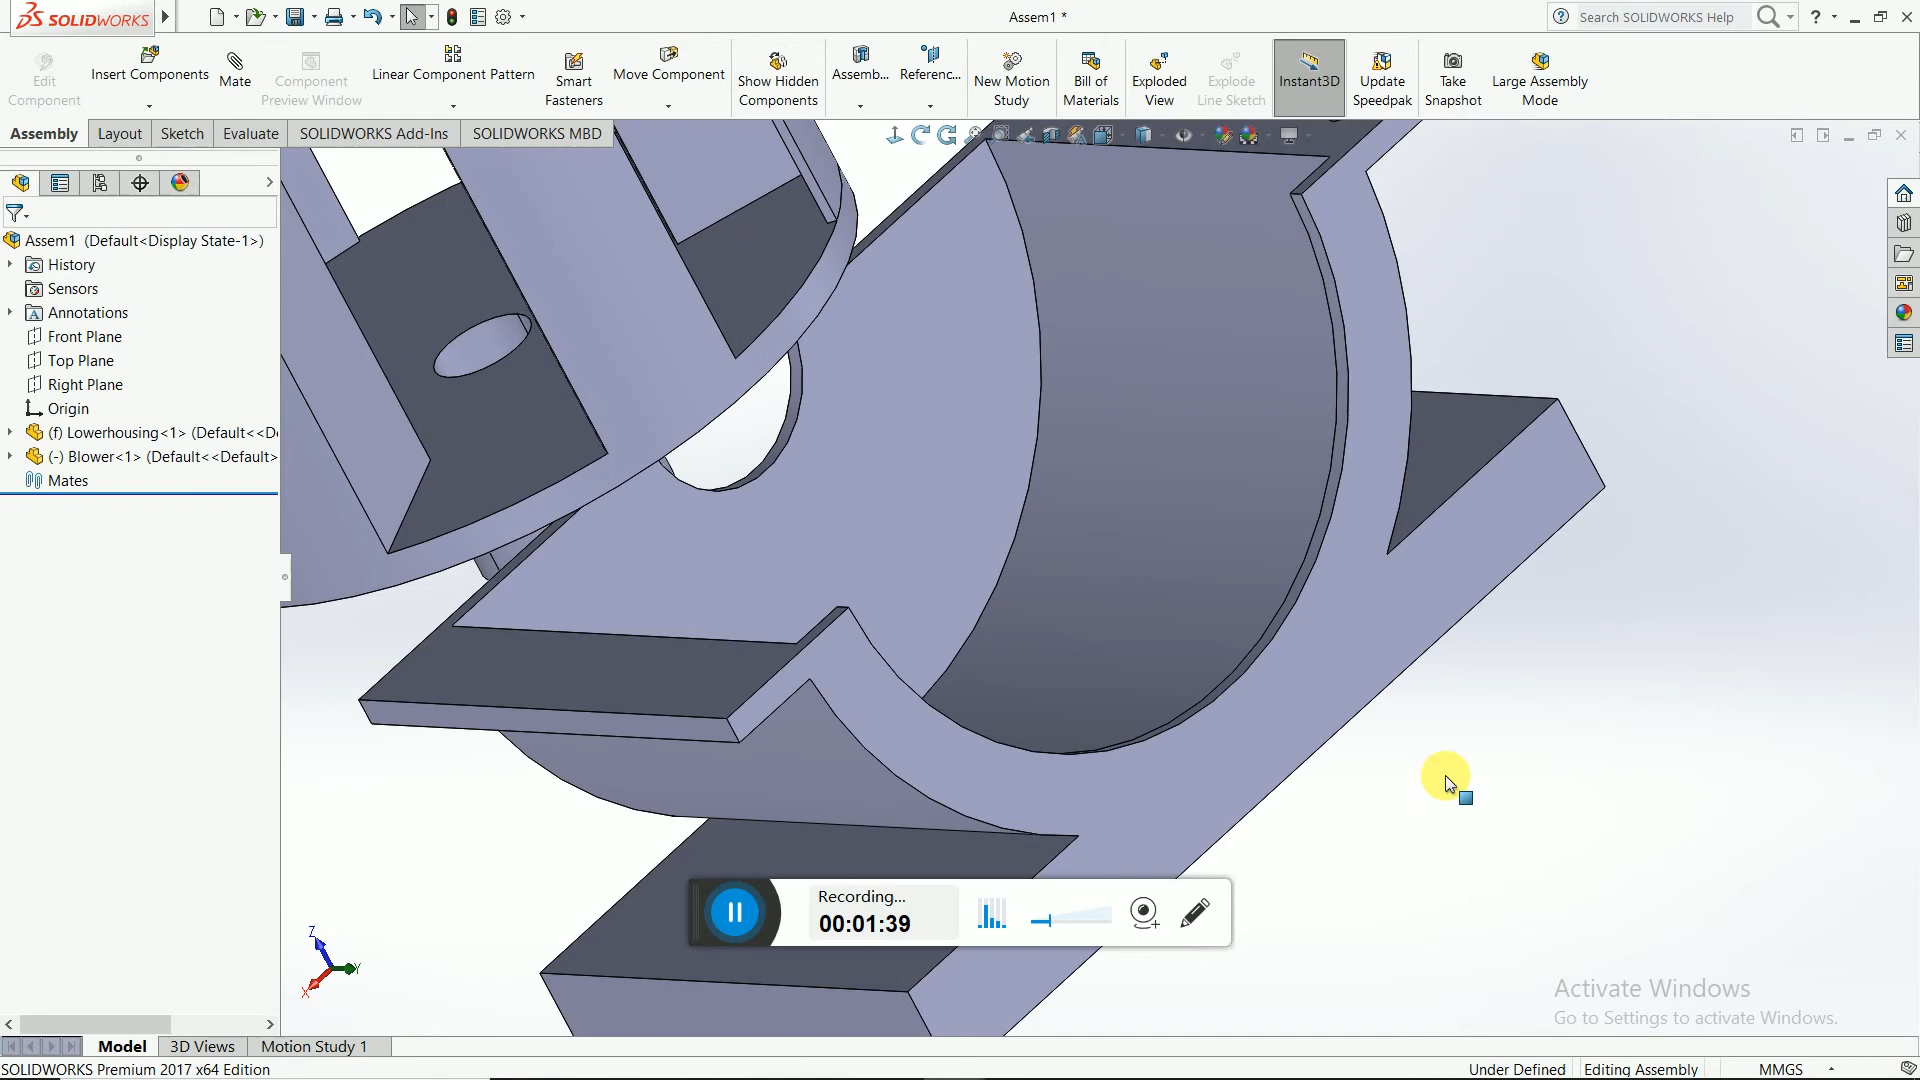 SOLIDWORKS
Assem1 *
Search SOLIDWORKS Help
?
Edit Component
Insert Components
Mate
Component Preview Window
Linear Component Pattern
Smart Fasteners
Move Component
Show Hidden Components
Assemb...
Referenc...
New Motion Study
Bill of Materials
Exploded View
Explode Line Sketch
Instant3D
Update Speedpak
Take Snapshot
Large Assembly Mode
Assembly
Layout
Sketch
Evaluate
SOLIDWORKS Add-Ins
SOLIDWORKS MBD
Assem1 (Default<Display State-1>)
History
Sensors
Annotations
Front Plane
Top Plane
Right Plane
Origin
(f) Lowerhousing<1> (Default<<D
(-) Blower<1> (Default<<Default>
Mates
Recording...
00:01:39
Z
Y
X
Activate Windows
Go to Settings to activate Windows.
Model
3D Views
Motion Study 1
SOLIDWORKS Premium 2017 x64 Edition
Under Defined
Editing Assembly
MMGS